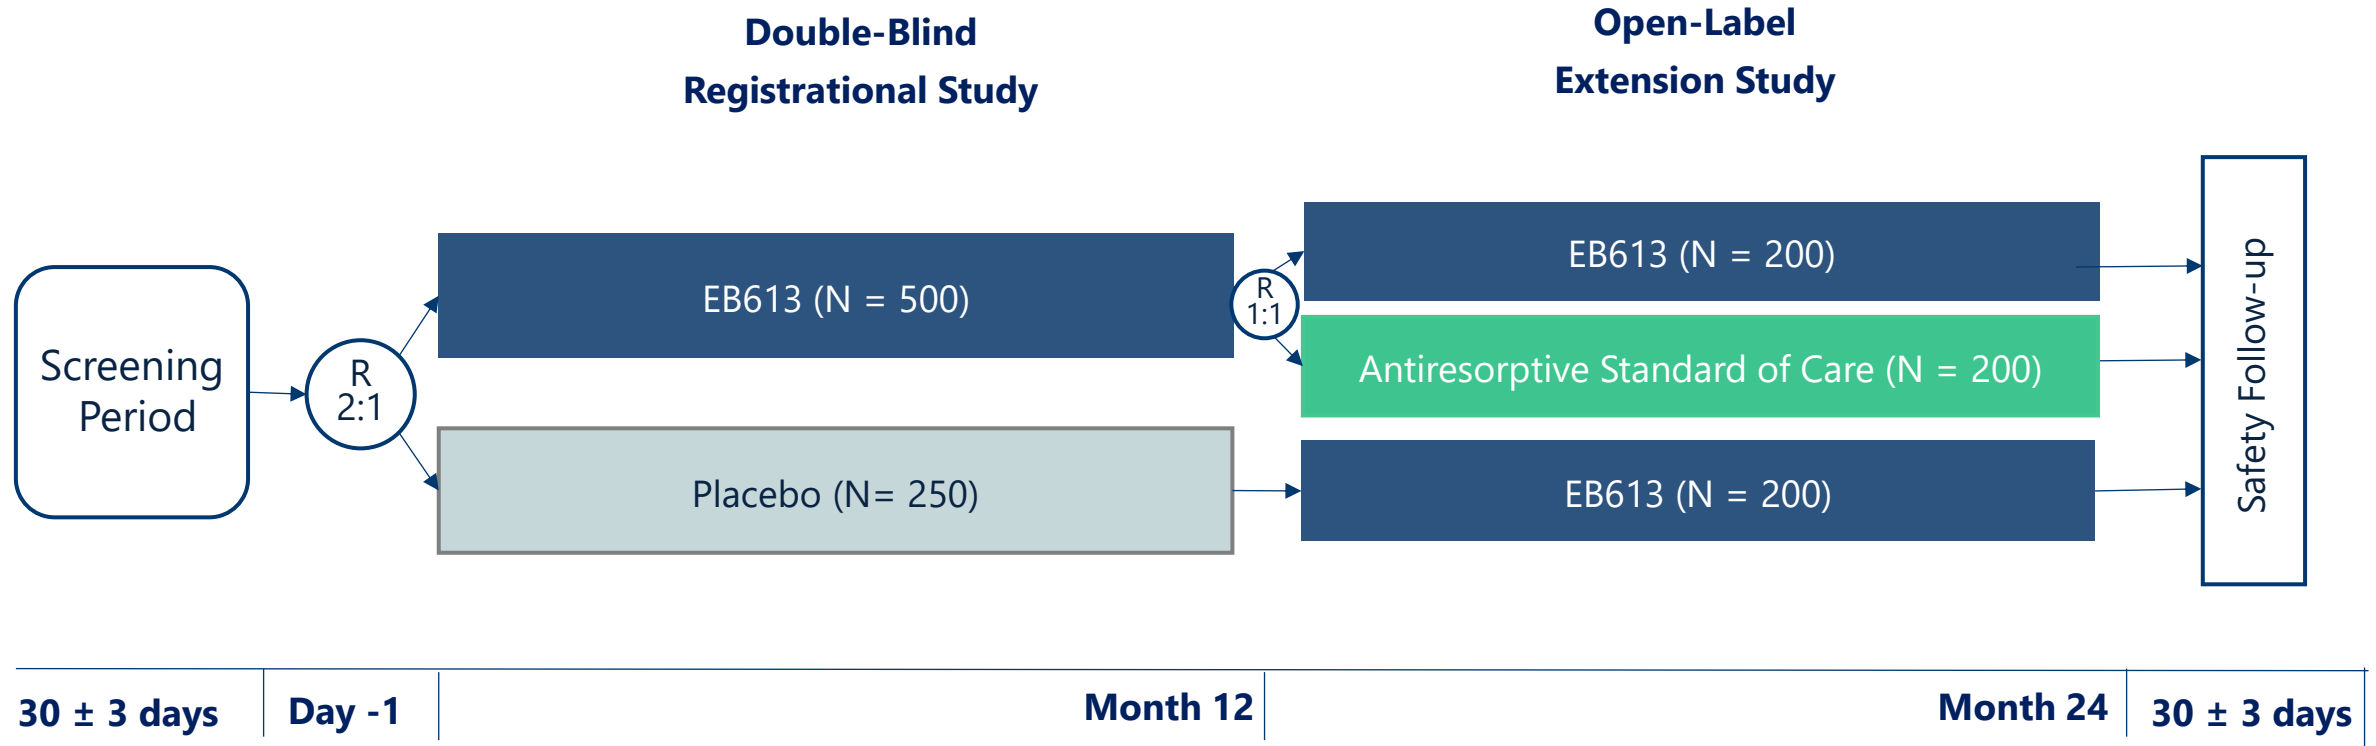 Double-Blind
Registrational Study
Open-Label
Extension Study
Screening
Period
R
2:1
EB613 (N = 500)
Placebo (N= 250)
R
1:1
EB613 (N = 200)
Antiresorptive Standard of Care (N = 200)
EB613 (N = 200)
Safety Follow-up
30 ± 3 days
Day -1
Month 12
Month 24
30 ± 3 days